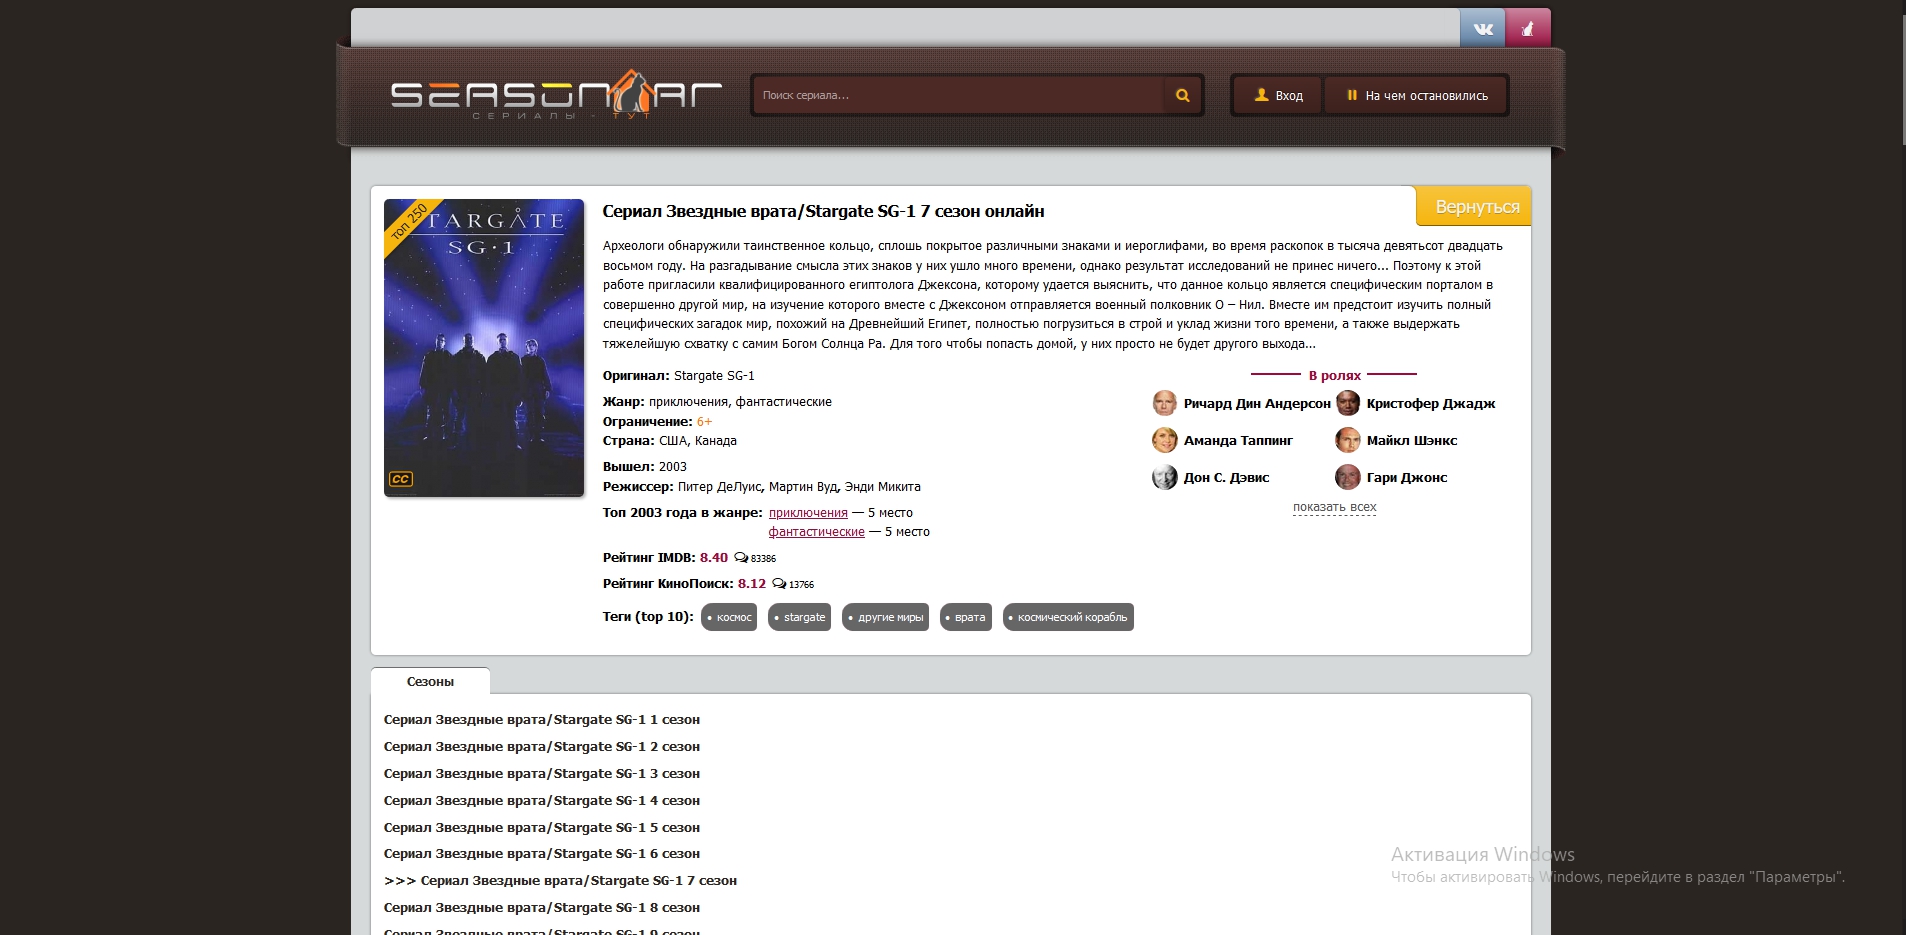 SEASONVAR
СЕРИАЛЫ - ТУТ
Поиск сериала...
Вход
На чем остановились
Вернуться
топ 250
STARGATE
SG·1
CC
Сериал Звездные врата/Stargate SG-1 7 сезон онлайн
Археологи обнаружили таинственное кольцо, сплошь покрытое различными знаками и иероглифами, во время раскопок в тысяча девятьсот двадцать
восьмом году. На разгадывание смысла этих знаков у них ушло много времени, однако результат исследований не принес ничего... Поэтому к этой
работе пригласили квалифицированного египтолога Джексона, которому удается выяснить, что данное кольцо является специфическим порталом в
совершенно другой мир, на изучение которого вместе с Джексоном отправляется военный полковник О – Нил. Вместе им предстоит изучить полный
специфических загадок мир, похожий на Древнейший Египет, полностью погрузиться в строй и уклад жизни того времени, а также выдержать
тяжелейшую схватку с самим Богом Солнца Ра. Для того чтобы попасть домой, у них просто не будет другого выхода...
Оригинал: Stargate SG-1
Жанр: приключения, фантастические
Ограничение: 6+
Страна: США, Канада
Вышел: 2003
Режиссер: Питер ДеЛуис, Мартин Вуд, Энди Микита
Топ 2003 года в жанре: приключения — 5 место
фантастические — 5 место
Рейтинг IMDB: 8.40 83386
Рейтинг КиноПоиск: 8.12 13766
Теги (top 10): • космос • stargate • другие миры • врата • космический корабль
В ролях
Ричард Дин Андерсон Кристофер Джадж
Аманда Таппинг Майкл Шэнкс
Дон С. Дэвис Гари Джонс
показать всех
Сезоны
Сериал Звездные врата/Stargate SG-1 1 сезон
Сериал Звездные врата/Stargate SG-1 2 сезон
Сериал Звездные врата/Stargate SG-1 3 сезон
Сериал Звездные врата/Stargate SG-1 4 сезон
Сериал Звездные врата/Stargate SG-1 5 сезон
Сериал Звездные врата/Stargate SG-1 6 сезон
>>> Сериал Звездные врата/Stargate SG-1 7 сезон
Сериал Звездные врата/Stargate SG-1 8 сезон
Сериал Звездные врата/Stargate SG-1 9 сезон
Активация Windows
Чтобы активировать Windows, перейдите в раздел "Параметры".